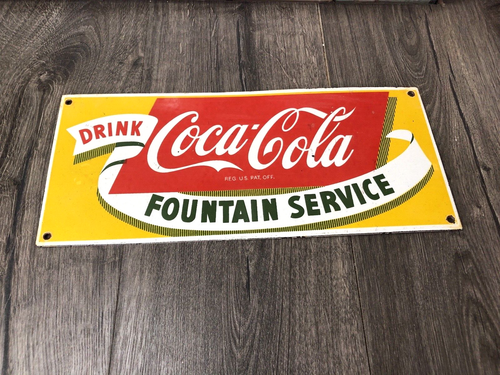 DRINK
Coca-Cola
REG. U.S. PAT. OFF.
FOUNTAIN SERVICE